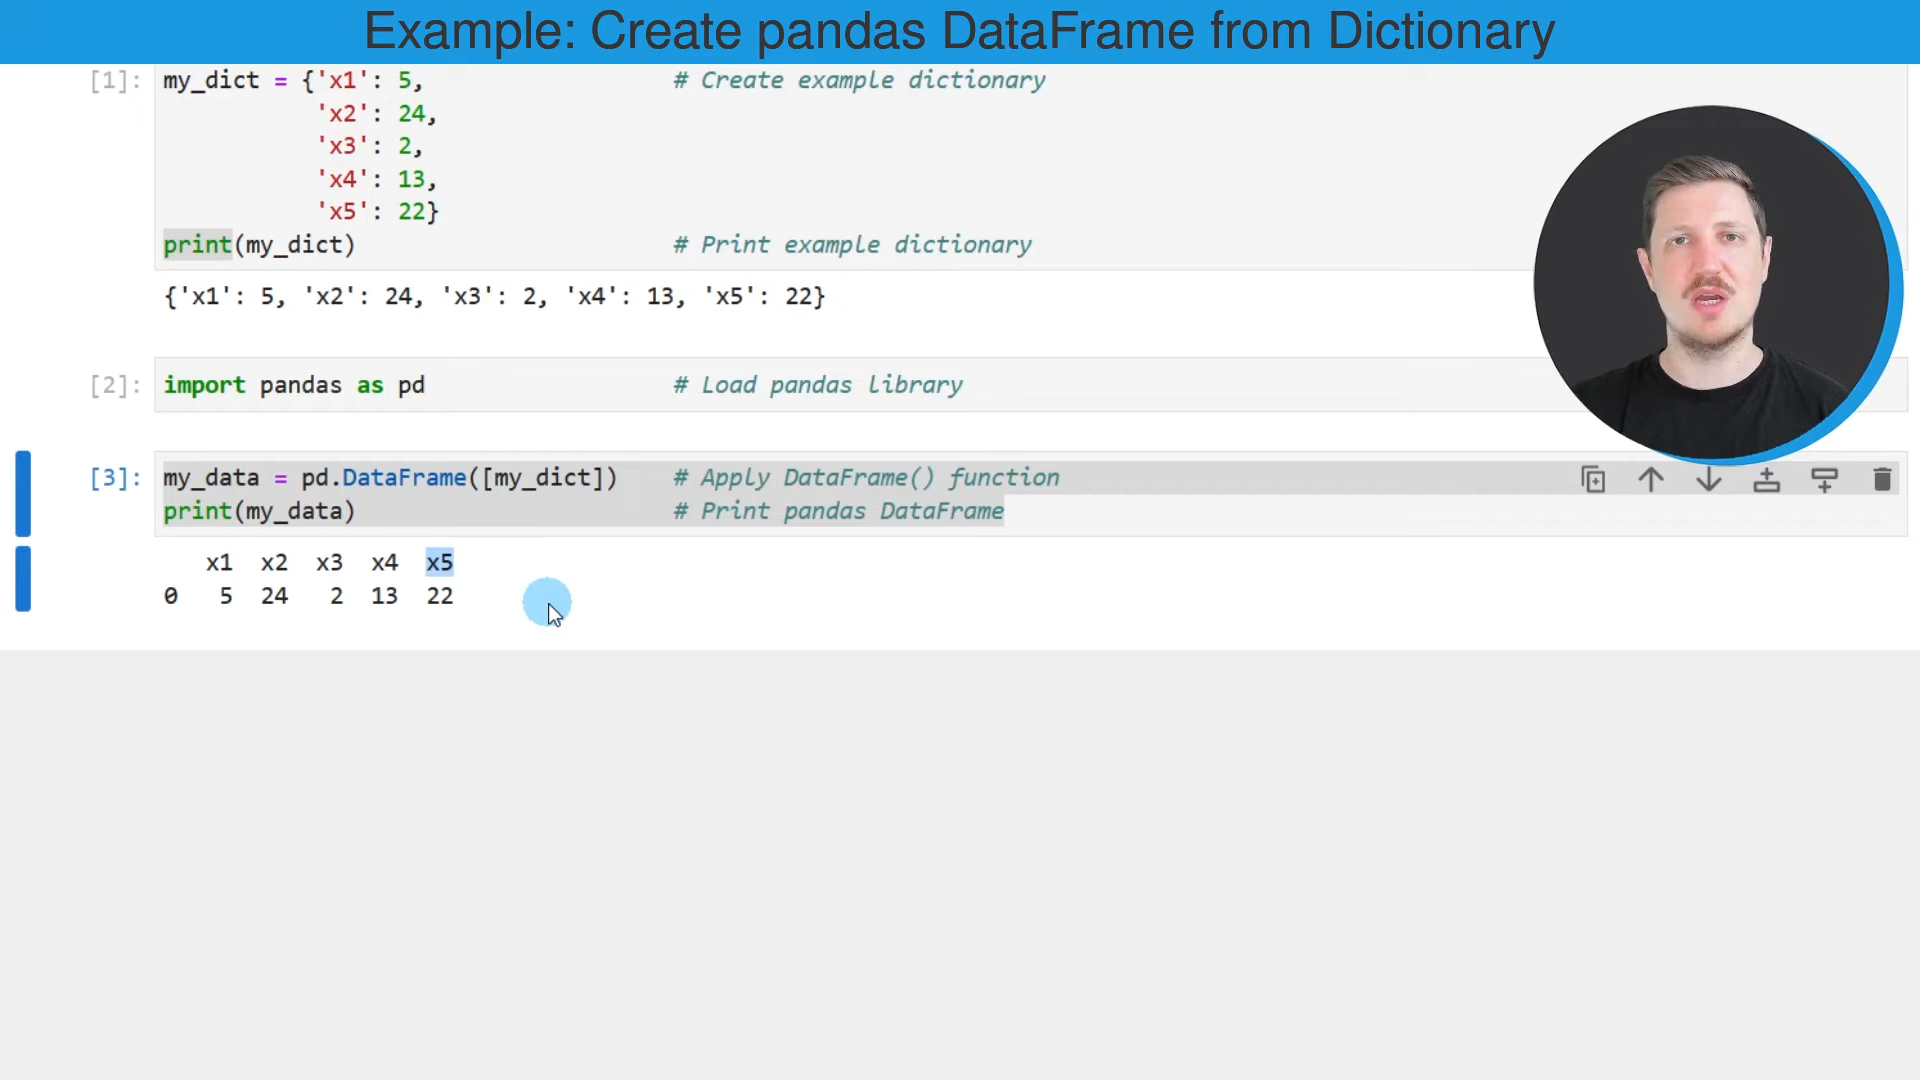 Example: Create pandas DataFrame from Dictionary
[1]: my_dict = {'x1': 5, # Create example dictionary
'x2': 24,
'x3': 2,
'x4': 13,
'x5': 22}
print(my_dict) # Print example dictionary
{'x1': 5, 'x2': 24, 'x3': 2, 'x4': 13, 'x5': 22}
[2]: import pandas as pd # Load pandas library
[3]: my_data = pd.DataFrame([my_dict]) # Apply DataFrame() function
print(my_data) # Print pandas DataFrame
x1 x2 x3 x4 x5
0 5 24 2 13 22